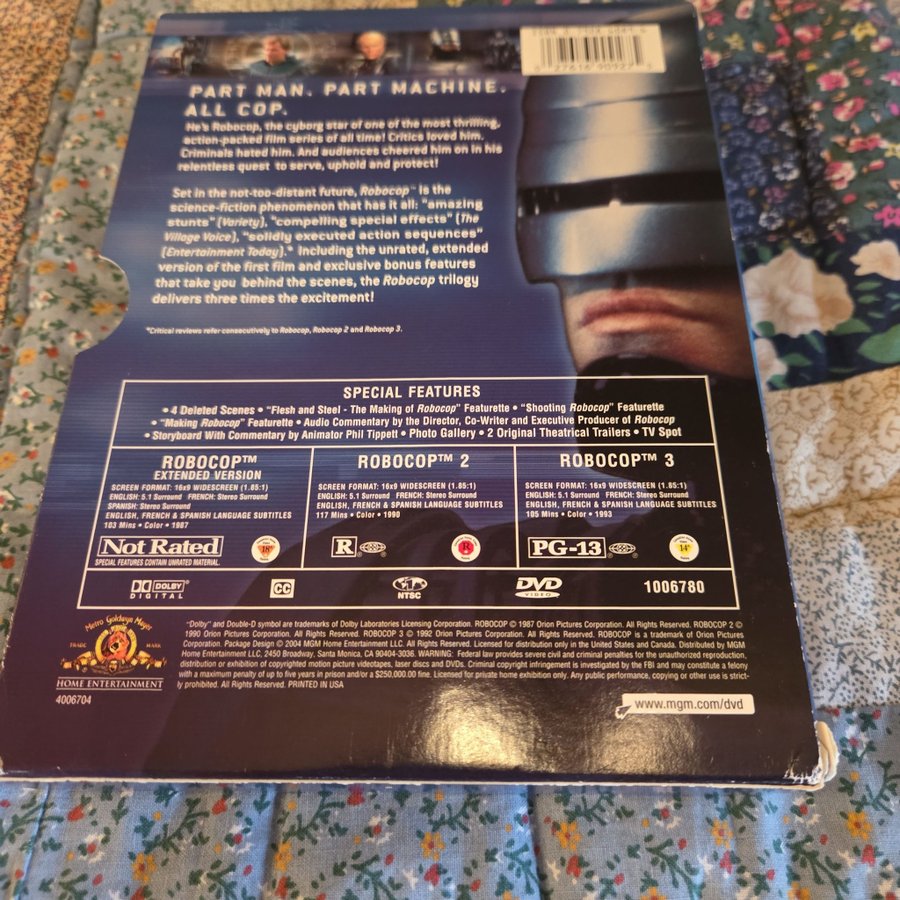 PART MAN. PART MACHINE.
ALL COP.
He's Robocop, the cyborg star of one of the most thrilling,
action-packed film series of all time! Critics loved him.
Criminals hated him. And audiences cheered him on in his
relentless quest to serve, uphold and protect!
Set in the not-too-distant future, Robocop™ is the
science-fiction phenomenon that has it all: "amazing
stunts" (Variety), "compelling special effects" (The
Village Voice), "solidly executed action sequences"
(Entertainment Today).* Including the unrated, extended
version of the first film and exclusive bonus features
that take you behind the scenes, the Robocop trilogy
delivers three times the excitement!
*Critical reviews refer consecutively to Robocop, Robocop 2 and Robocop 3.
SPECIAL FEATURES
• 4 Deleted Scenes • "Flesh and Steel - The Making of Robocop" Featurette • "Shooting Robocop" Featurette
• "Making Robocop" Featurette • Audio Commentary by the Director, Co-Writer and Executive Producer of Robocop
• Storyboard With Commentary by Animator Phil Tippett • Photo Gallery • 2 Original Theatrical Trailers • TV Spot
ROBOCOP™
EXTENDED VERSION
SCREEN FORMAT: 16x9 WIDESCREEN (1.85:1)
ENGLISH: 5.1 Surround FRENCH: Stereo Surround
SPANISH: Stereo Surround
ENGLISH, FRENCH & SPANISH LANGUAGE SUBTITLES
103 Mins • Color • 1987
Not Rated
SPECIAL FEATURES CONTAIN UNRATED MATERIAL.
18+
ROBOCOP™ 2
SCREEN FORMAT: 16x9 WIDESCREEN (1.85:1)
ENGLISH: 5.1 Surround FRENCH: Stereo Surround
ENGLISH, FRENCH & SPANISH LANGUAGE SUBTITLES
117 Mins • Color • 1990
R
R
ROBOCOP™ 3
SCREEN FORMAT: 16x9 WIDESCREEN (1.85:1)
ENGLISH: 5.1 Surround FRENCH: Stereo Surround
ENGLISH, FRENCH & SPANISH LANGUAGE SUBTITLES
105 Mins • Color • 1993
PG-13
14+
DOLBY
DIGITAL
CC
1
NTSC
DVD
VIDEO
1006780
Metro Goldwyn Mayer
TRADE MARK
HOME ENTERTAINMENT
4006704
"Dolby" and Double-D symbol are trademarks of Dolby Laboratories Licensing Corporation. ROBOCOP © 1987 Orion Pictures Corporation. All Rights Reserved. ROBOCOP 2 ©
1990 Orion Pictures Corporation. All Rights Reserved. ROBOCOP 3 © 1992 Orion Pictures Corporation. All Rights Reserved. ROBOCOP is a trademark of Orion Pictures
Corporation. Package Design © 2004 MGM Home Entertainment LLC. All Rights Reserved. Licensed for distribution only in the United States and Canada. Distributed by MGM
Home Entertainment LLC, 2450 Broadway, Santa Monica, CA 90404-3036. WARNING: Federal law provides severe civil and criminal penalties for the unauthorized reproduction,
distribution or exhibition of copyrighted motion picture videotapes, laser discs and DVDs. Criminal copyright infringement is investigated by the FBI and may constitute a felony
with a maximum penalty of up to five years in prison and/or a $250,000.00 fine. Licensed for private home exhibition only. Any public performance, copying or other use is strict-
ly prohibited. All Rights Reserved. PRINTED IN USA
www.mgm.com/dvd